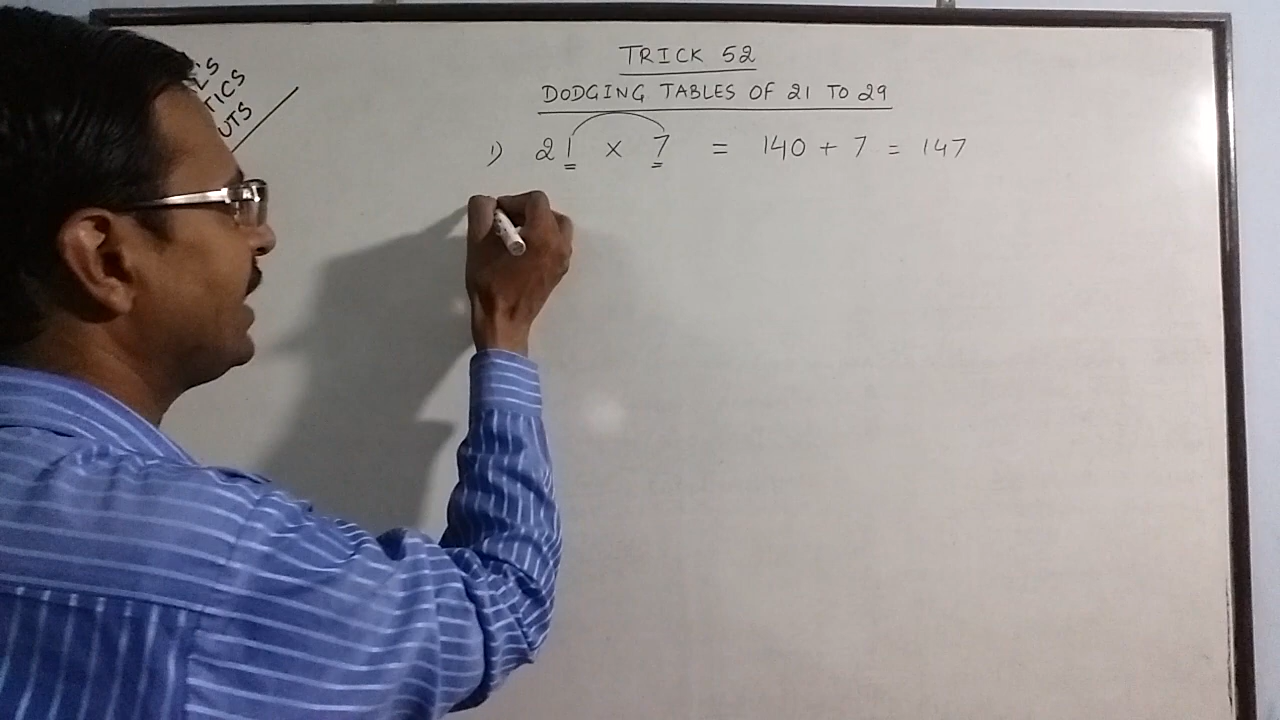 TRICK 52
DODGING TABLES OF 21 TO 29
1) 21 × 7 = 140 + 7 = 147